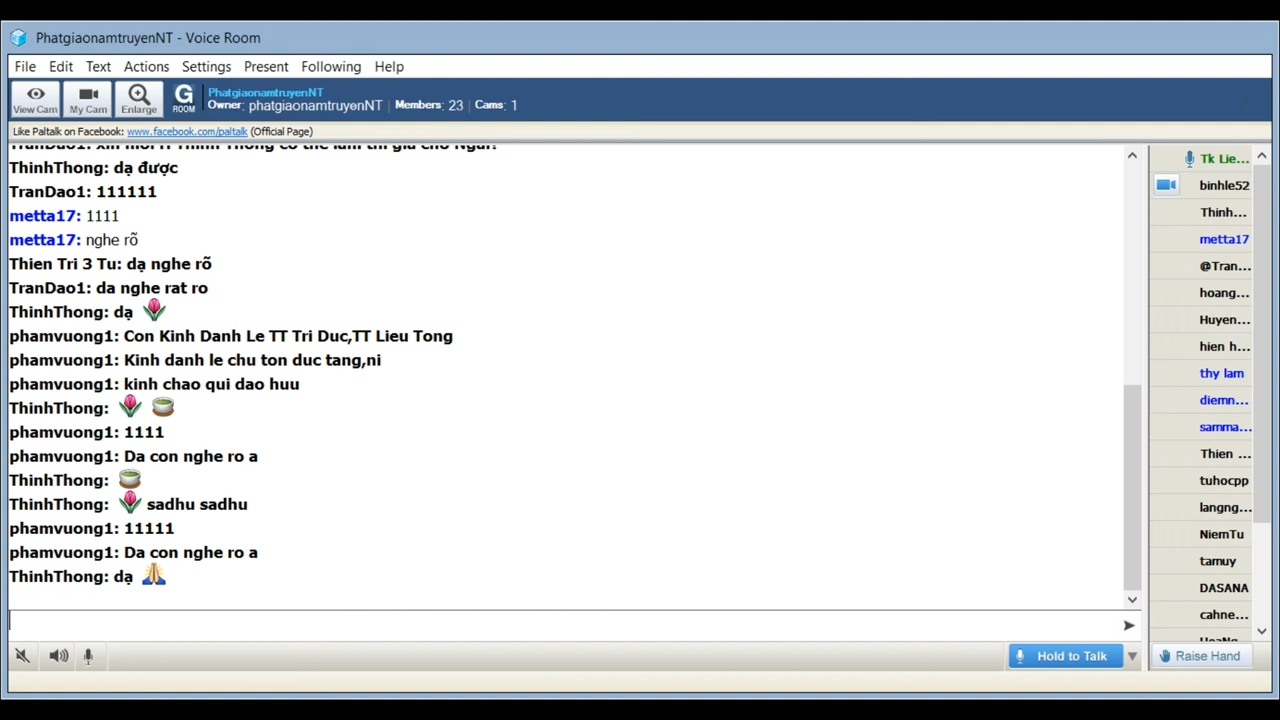 PhatgiaonamtruyenNT - Voice Room
File Edit Text Actions Settings Present Following Help
View Cam My Cam Enlarge G ROOM
PhatgiaonamtruyenNT
Owner: phatgiaonamtruyenNT Members: 23 Cams: 1
Like Paltalk on Facebook: www.facebook.com/paltalk (Official Page)
ThinhThong: dạ được
TranDao1: 111111
metta17: 1111
metta17: nghe rõ
Thien Tri 3 Tu: dạ nghe rõ
TranDao1: da nghe rat ro
ThinhThong: dạ
phamvuong1: Con Kinh Danh Le TT Tri Duc,TT Lieu Tong
phamvuong1: Kinh danh le chu ton duc tang,ni
phamvuong1: kinh chao qui dao huu
ThinhThong:
phamvuong1: 1111
phamvuong1: Da con nghe ro a
ThinhThong:
ThinhThong: sadhu sadhu
phamvuong1: 11111
phamvuong1: Da con nghe ro a
ThinhThong: dạ
Tk Lie...
binhle52
Thinh...
metta17
@Tran...
hoang...
Huyen...
hien h...
thy lam
diemn...
samma...
Thien ...
tuhocpp
langng...
NiemTu
tamuy
DASANA
cahne...
Hold to Talk
Raise Hand